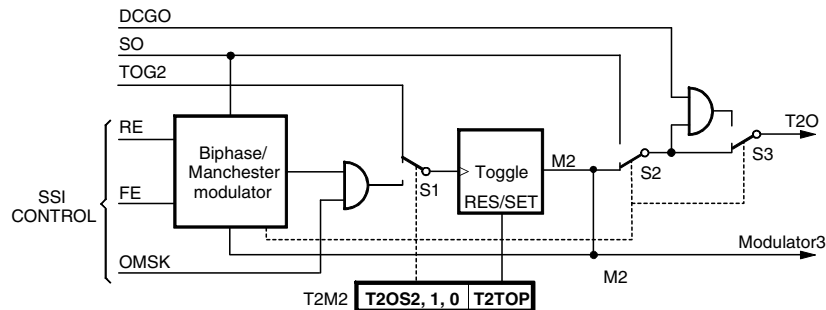 DCGO
SO
TOG2
RE
FE
OMSK
SSI
CONTROL
Biphase/
Manchester
modulator
S1
Toggle
RES/SET
M2
S2
S3
T2O
Modulator3
M2
T2M2
T2OS2, 1, 0
T2TOP